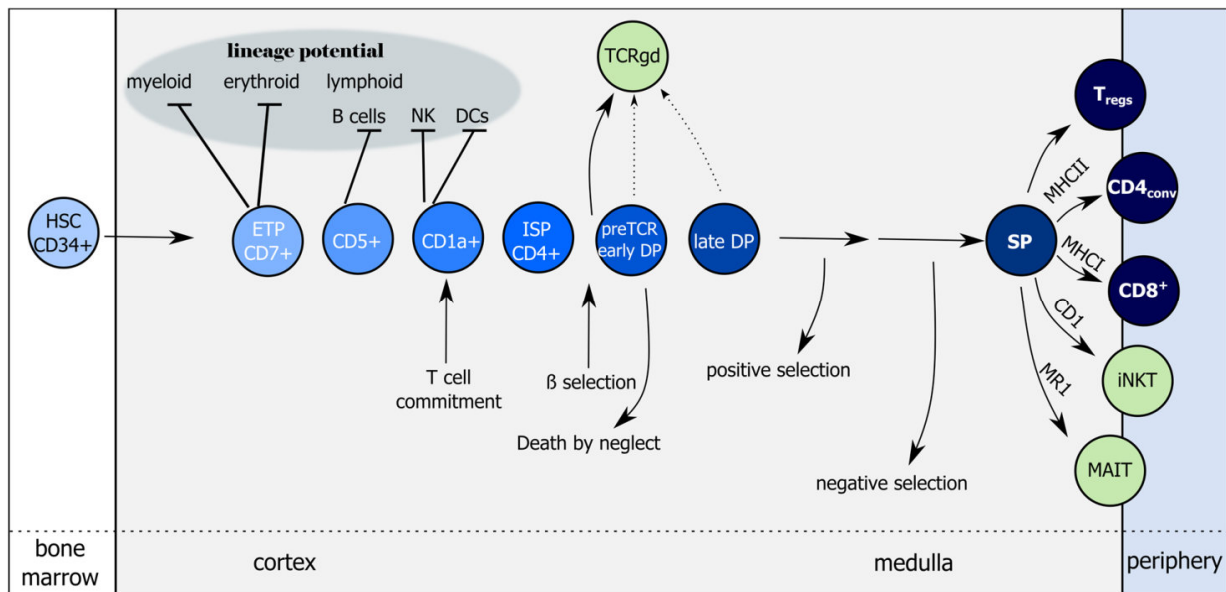 lineage potential
myeloid
erythroid
lymphoid
B cells
NK
DCs
TCRgd
HSC
CD34+
ETP
CD7+
CD5+
CD1a+
ISP
CD4+
preTCR
early DP
late DP
SP
T cell
commitment
ß selection
Death by neglect
positive selection
negative selection
MHCII
MHCI
CD1
MR1
Tregs
CD4conv
CD8+
iNKT
MAIT
bone
marrow
cortex
medulla
periphery